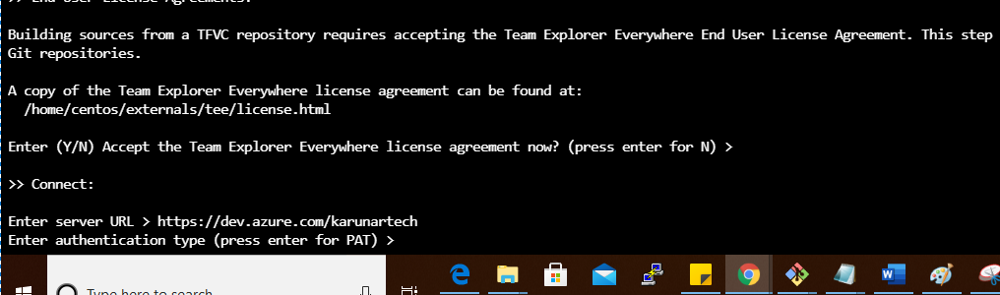 >> End User License Agreements:
Building sources from a TFVC repository requires accepting the Team Explorer Everywhere End User License Agreement. This step
Git repositories.
A copy of the Team Explorer Everywhere license agreement can be found at:
/home/centos/externals/tee/license.html
Enter (Y/N) Accept the Team Explorer Everywhere license agreement now? (press enter for N) >
>> Connect:
Enter server URL > https://dev.azure.com/karunartech
Enter authentication type (press enter for PAT) >
Type here to search